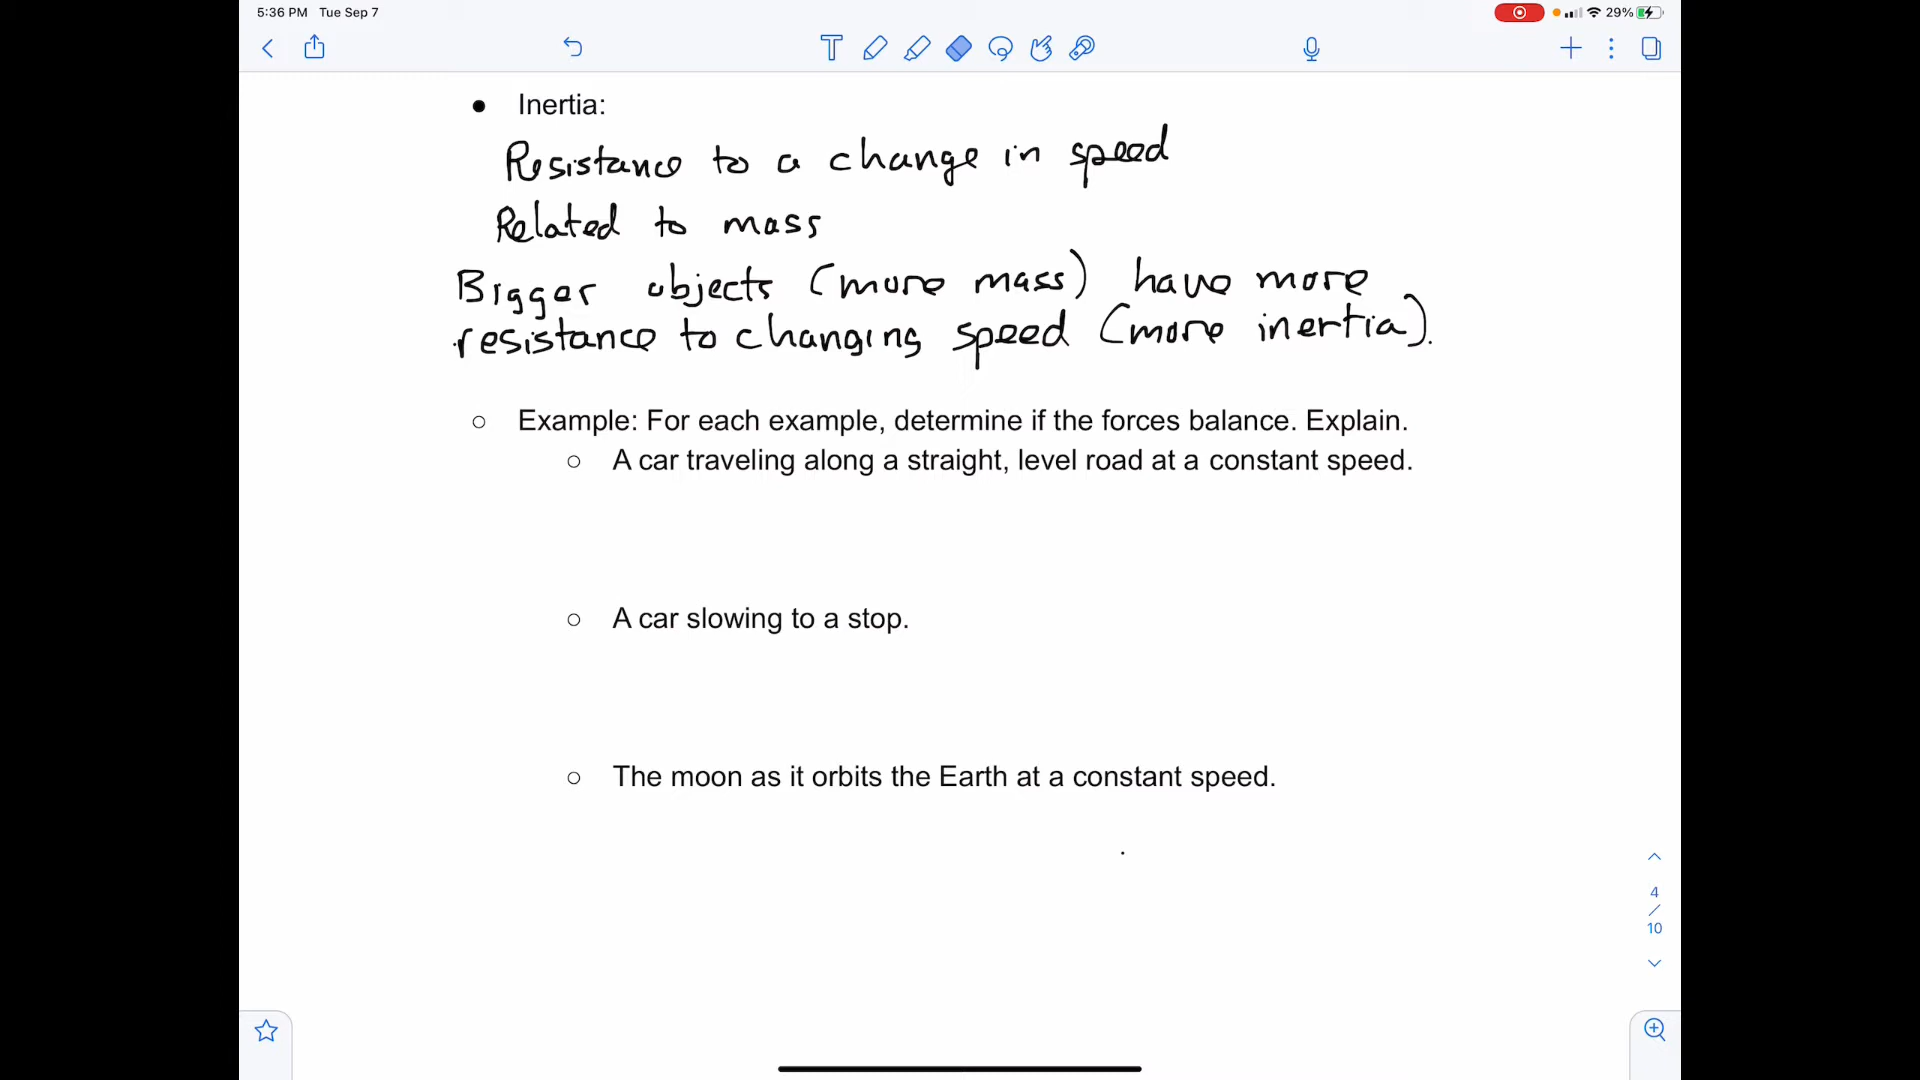 5:36 PM Tue Sep 7
29%
• Inertia:
Resistance to a change in speed
Related to mass
Bigger objects (more mass) have more
resistance to changing speed (more inertia).
○ Example: For each example, determine if the forces balance. Explain.
○ A car traveling along a straight, level road at a constant speed.
○ A car slowing to a stop.
○ The moon as it orbits the Earth at a constant speed.
4
/
10